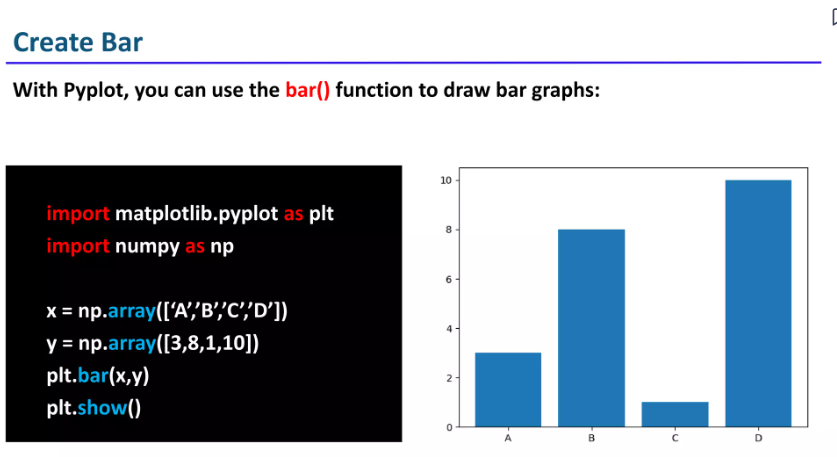 Create Bar
With Pyplot, you can use the bar() function to draw bar graphs:
import matplotlib.pyplot as plt
import numpy as np
x = np.array([‘A’,’B’,’C’,’D’])
y = np.array([3,8,1,10])
plt.bar(x,y)
plt.show()
10
8
6
4
2
0
A B C D